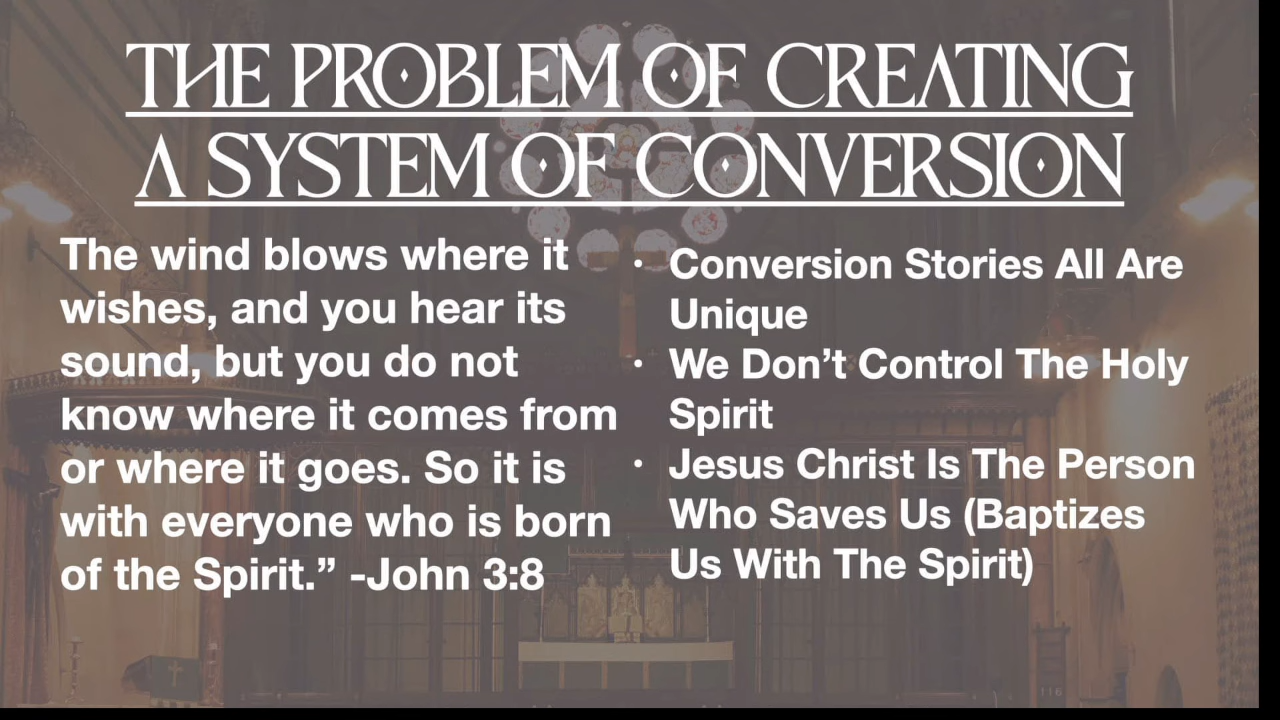 THE PROBLEM OF CREATING
A SYSTEM OF CONVERSION
The wind blows where it
wishes, and you hear its
sound, but you do not
know where it comes from
or where it goes. So it is
with everyone who is born
of the Spirit.” -John 3:8
• Conversion Stories All Are
Unique
• We Don’t Control The Holy
Spirit
• Jesus Christ Is The Person
Who Saves Us (Baptizes
Us With The Spirit)
116